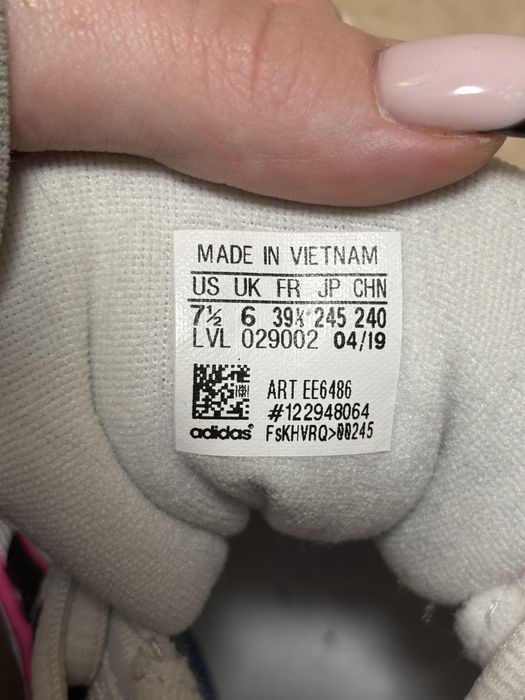 MADE IN VIETNAM
US UK FR JP CHN
7½ 6 39⅓ 245 240
LVL 029002 04/19
ART EE6486
#122948064
adidas FsKHVRQ>00245